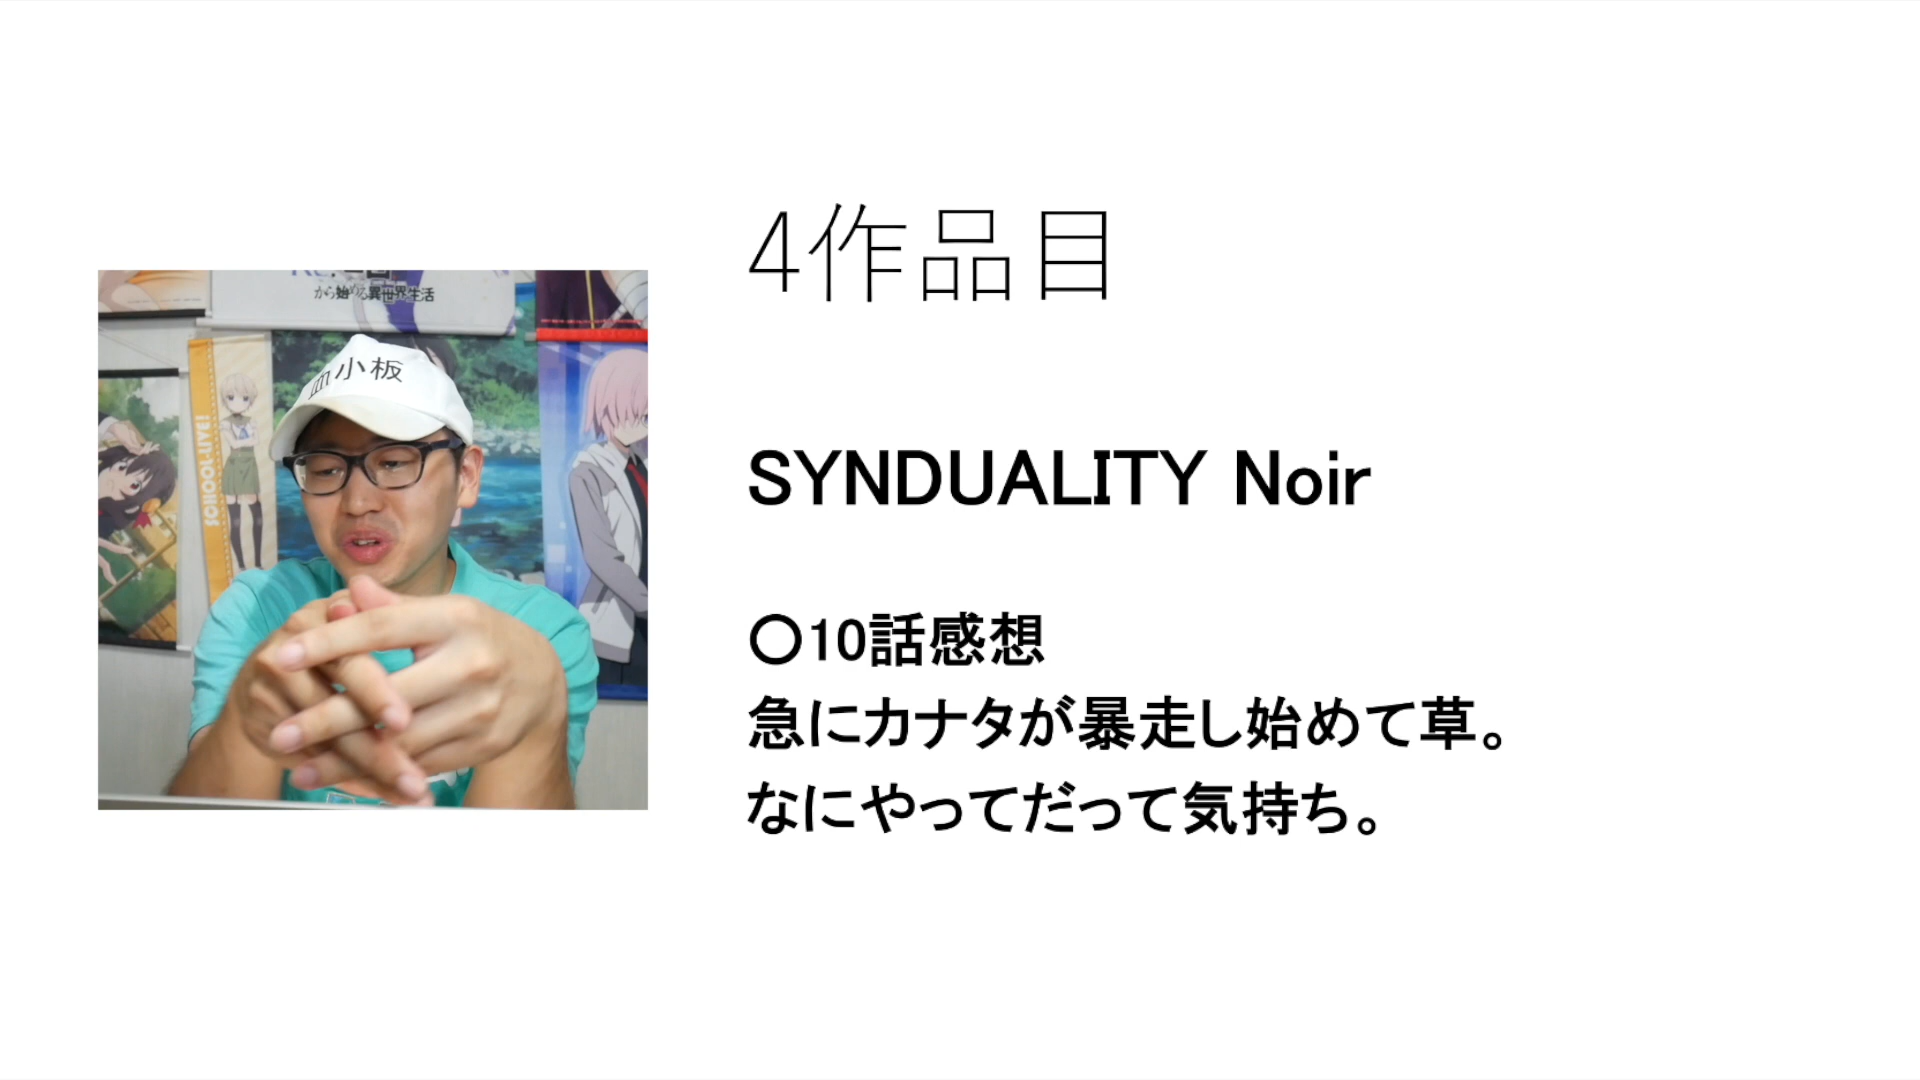 4作品目
SYNDUALITY Noir
〇10話感想
急にカナタが暴走し始めて草。
なにやってだって気持ち。
から始める異世界生活
小板
SCHOOL-LIVE!